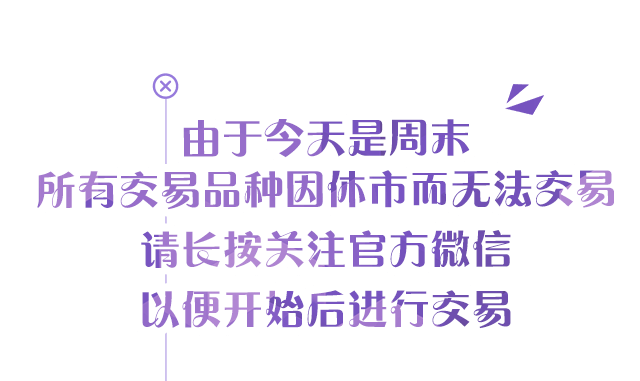 由于今天是周末
所有交易品种因休市而无法交易
请长按关注官方微信
以便开始后进行交易